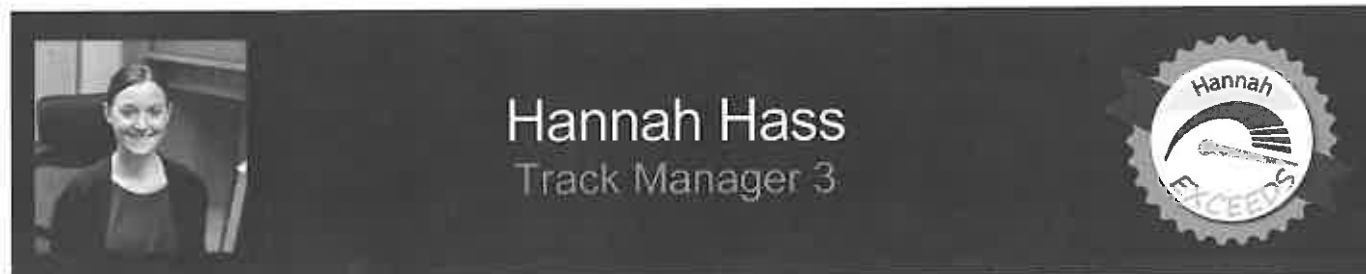 Hannah Hass
Track Manager 3
Hannah
EXCEEDS